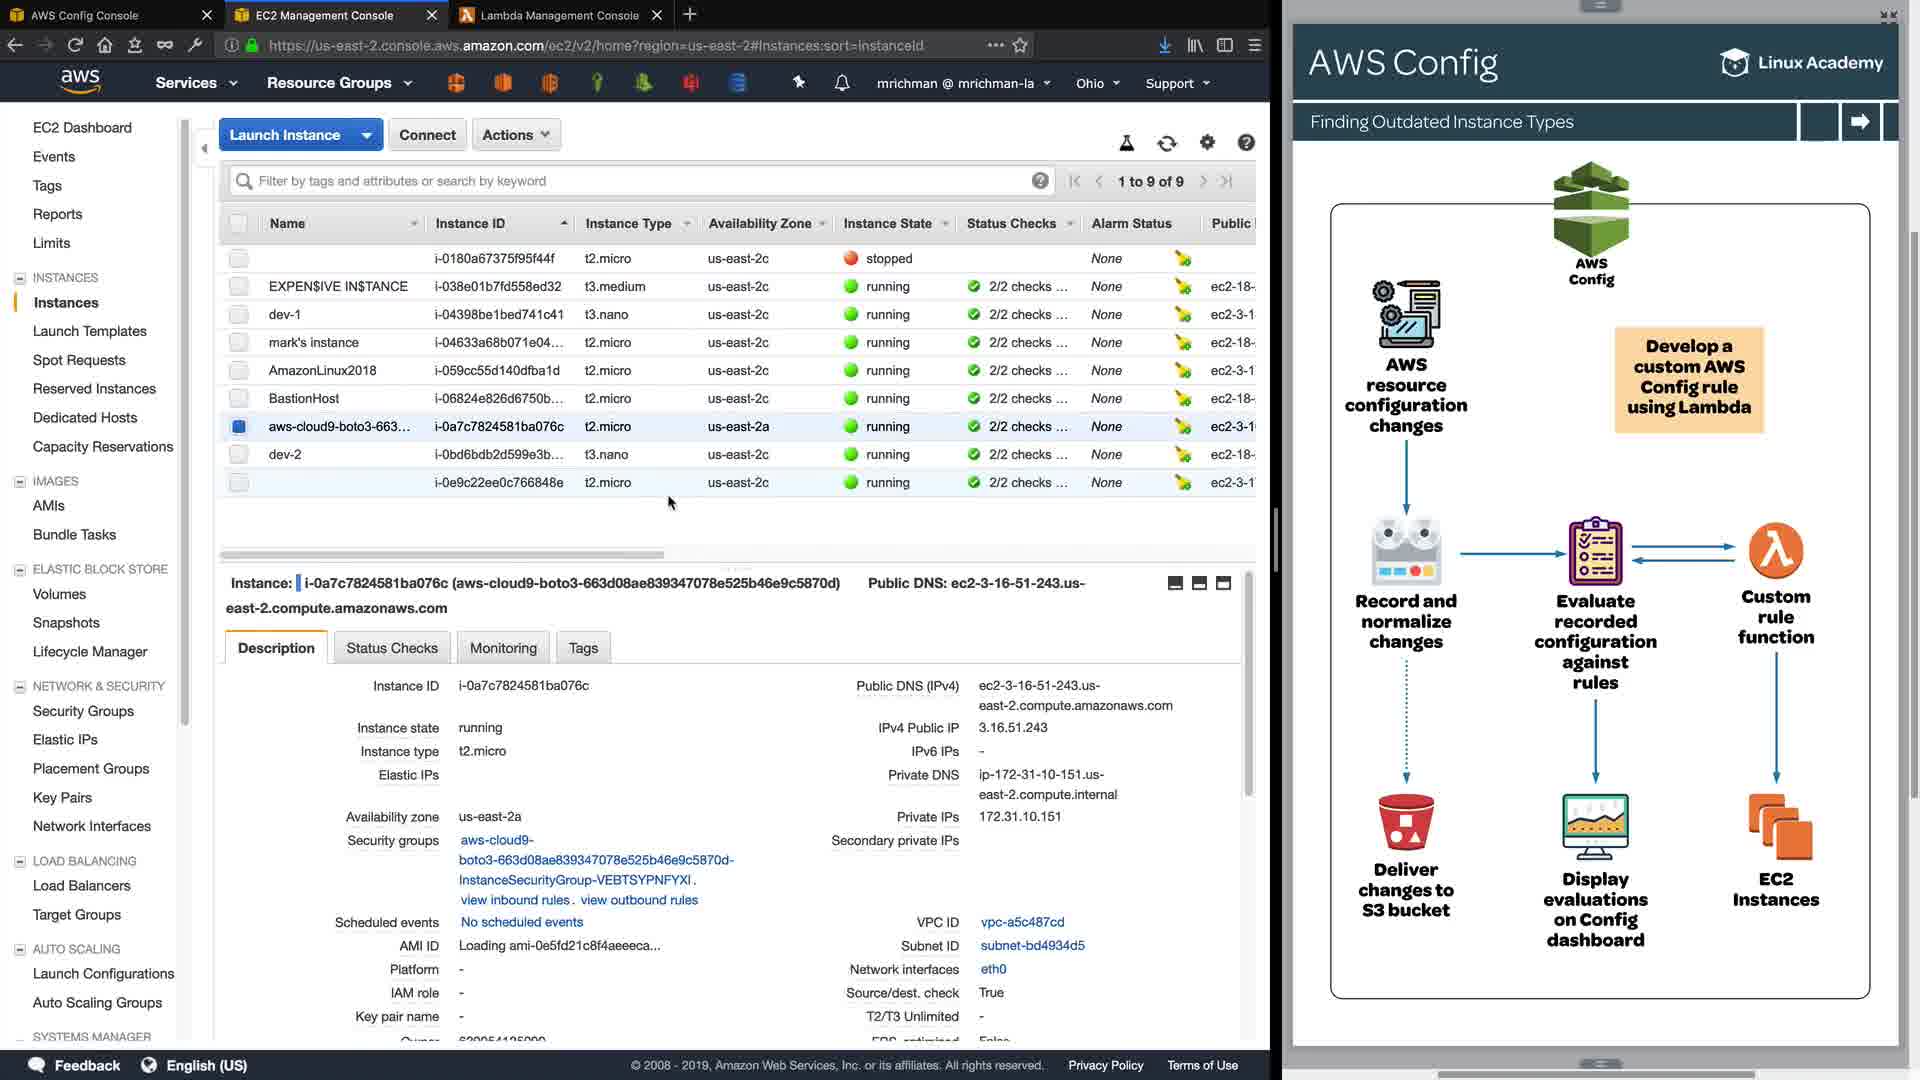 AWS Config Console
EC2 Management Console
Lambda Management Console
https://us-east-2.console.aws.amazon.com/ec2/v2/home?region=us-east-2#Instances:sort=instanceId
aws
Services
Resource Groups
mrichman @ mrichman-la
Ohio
Support
EC2 Dashboard
Events
Tags
Reports
Limits
INSTANCES
Instances
Launch Templates
Spot Requests
Reserved Instances
Dedicated Hosts
Capacity Reservations
IMAGES
AMIs
Bundle Tasks
ELASTIC BLOCK STORE
Volumes
Snapshots
Lifecycle Manager
NETWORK & SECURITY
Security Groups
Elastic IPs
Placement Groups
Key Pairs
Network Interfaces
LOAD BALANCING
Load Balancers
Target Groups
AUTO SCALING
Launch Configurations
Auto Scaling Groups
SYSTEMS MANAGER
Launch Instance
Connect
Actions
Filter by tags and attributes or search by keyword
1 to 9 of 9
Name Instance ID Instance Type Availability Zone Instance State Status Checks Alarm Status Public
i-0180a67375f95f44f t2.micro us-east-2c stopped None
EXPEN$IVE IN$TANCE i-038e01b7fd558ed32 t3.medium us-east-2c running 2/2 checks ... None ec2-18-
dev-1 i-04398be1bed741c41 t3.nano us-east-2c running 2/2 checks ... None ec2-3-1
mark's instance i-04633a68b071e04... t2.micro us-east-2c running 2/2 checks ... None ec2-18-
AmazonLinux2018 i-059cc55d140dfba1d t2.micro us-east-2c running 2/2 checks ... None ec2-3-1
BastionHost i-06824e826d6750b... t2.micro us-east-2c running 2/2 checks ... None ec2-18-
aws-cloud9-boto3-663... i-0a7c7824581ba076c t2.micro us-east-2a running 2/2 checks ... None ec2-3-1
dev-2 i-0bd6bdb2d599e3b... t3.nano us-east-2c running 2/2 checks ... None ec2-18-
i-0e9c22ee0c766848e t2.micro us-east-2c running 2/2 checks ... None ec2-3-1
Instance: i-0a7c7824581ba076c (aws-cloud9-boto3-663d08ae839347078e525b46e9c5870d) Public DNS: ec2-3-16-51-243.us-
east-2.compute.amazonaws.com
Description
Status Checks
Monitoring
Tags
Instance ID i-0a7c7824581ba076c
Instance state running
Instance type t2.micro
Elastic IPs
Availability zone us-east-2a
Security groups aws-cloud9-
boto3-663d08ae839347078e525b46e9c5870d-
InstanceSecurityGroup-VEBTSYPNFYXI .
view inbound rules . view outbound rules
Scheduled events No scheduled events
AMI ID Loading ami-0e5fd21c8f4aeeeca...
Platform -
IAM role -
Key pair name -
Owner
Public DNS (IPv4) ec2-3-16-51-243.us-
east-2.compute.amazonaws.com
IPv4 Public IP 3.16.51.243
IPv6 IPs -
Private DNS ip-172-31-10-151.us-
east-2.compute.internal
Private IPs 172.31.10.151
Secondary private IPs
VPC ID vpc-a5c487cd
Subnet ID subnet-bd4934d5
Network interfaces eth0
Source/dest. check True
T2/T3 Unlimited -
Feedback
English (US)
© 2008 - 2019, Amazon Web Services, Inc. or its affiliates. All rights reserved.
Privacy Policy
Terms of Use
AWS Config
Linux Academy
Finding Outdated Instance Types
AWS
Config
AWS
resource
configuration
changes
Develop a
custom AWS
Config rule
using Lambda
Record and
normalize
changes
Evaluate
recorded
configuration
against
rules
Custom
rule
function
Deliver
changes to
S3 bucket
Display
evaluations
on Config
dashboard
EC2
Instances